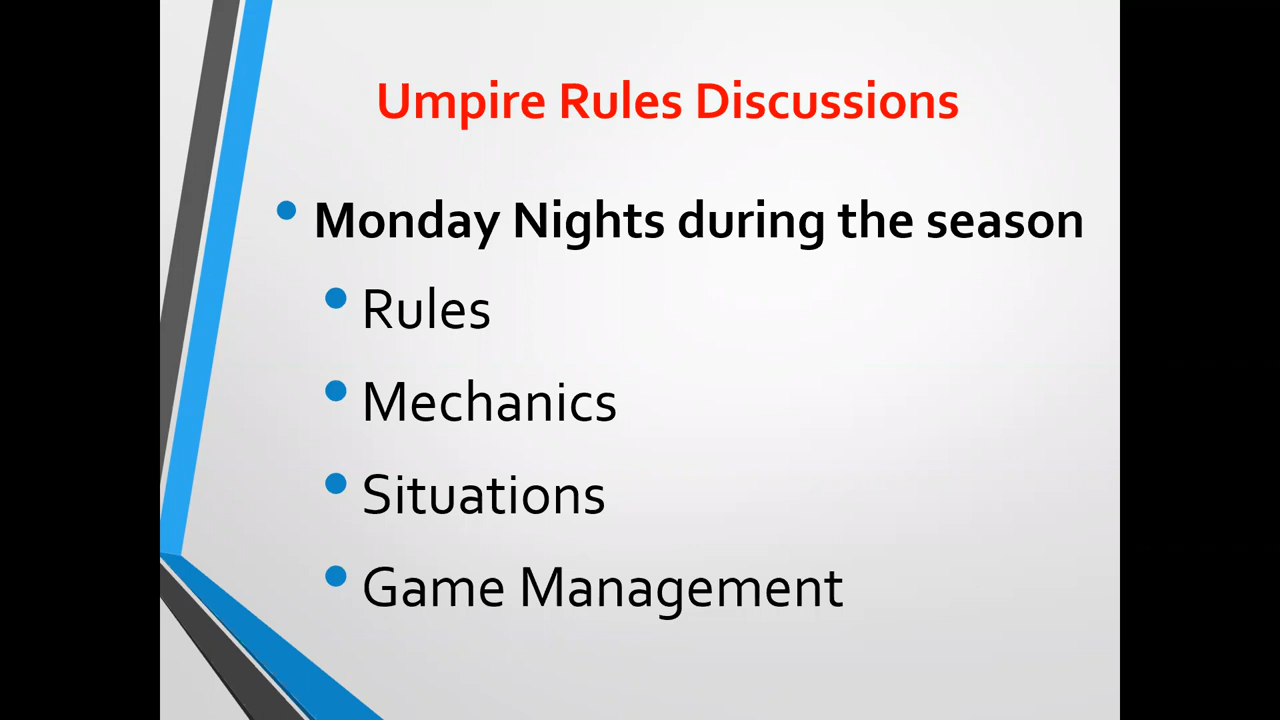 Umpire Rules Discussions
• Monday Nights during the season
• Rules
• Mechanics
• Situations
• Game Management